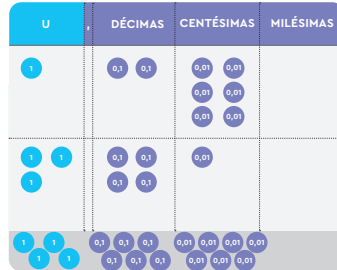 U , DÉCIMAS CENTÉSIMAS MILÉSIMAS
1 0,1 0,1 0,01 0,01
0,01 0,01
0,01 0,01
1 1 0,1 0,1 0,01
1 0,1 0,1
1 1 0,1 0,1 0,1 0,01 0,01 0,01 0,01
1 1 0,1 0,1 0,1 0,01 0,01 0,01